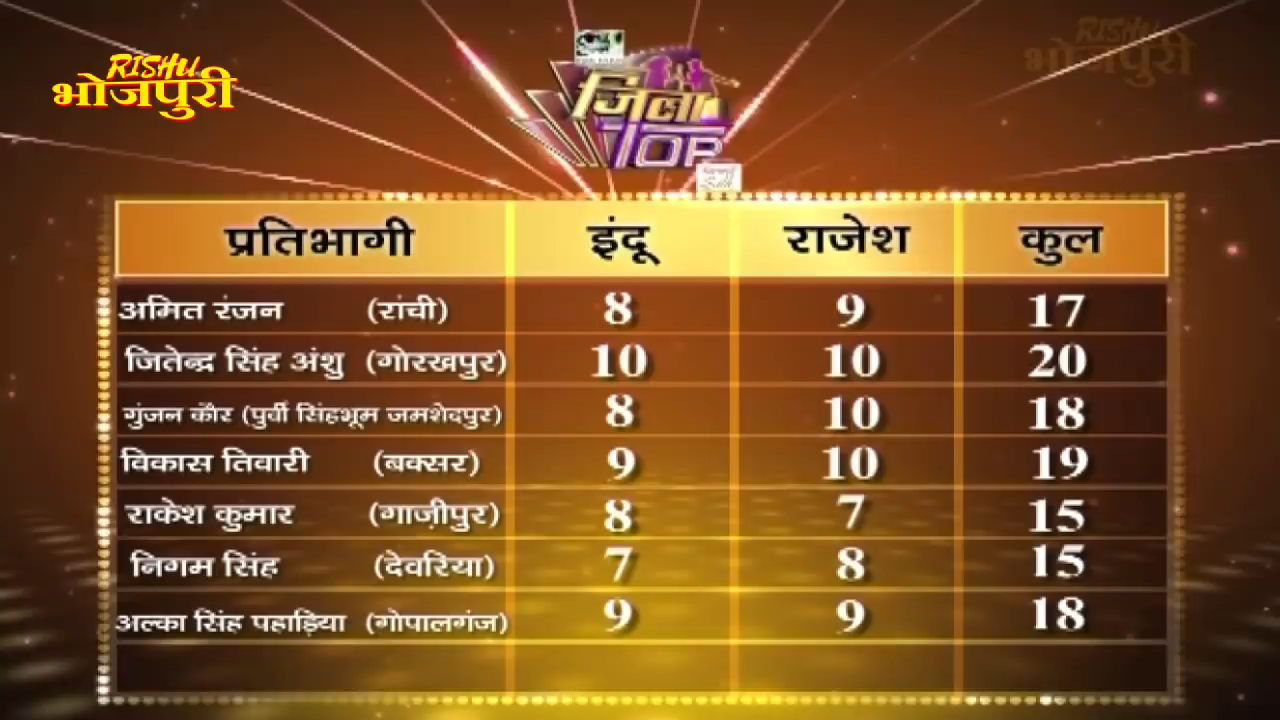 RISHU
भोजपुरी
जिला
TOP
प्रतिभागी इंदू राजेश कुल
अमित रंजन (रांची) 8 9 17
जितेन्द्र सिंह अंशु (गोरखपुर) 10 10 20
गुंजन कौर (पुर्वी सिंहभूम जमशेदपुर) 8 10 18
विकास तिवारी (बक्सर) 9 10 19
राकेश कुमार (गाज़ीपुर) 8 7 15
निगम सिंह (देवरिया) 7 8 15
अल्का सिंह पहाड़िया (गोपालगंज) 9 9 18
RISHU
भोजपुरी